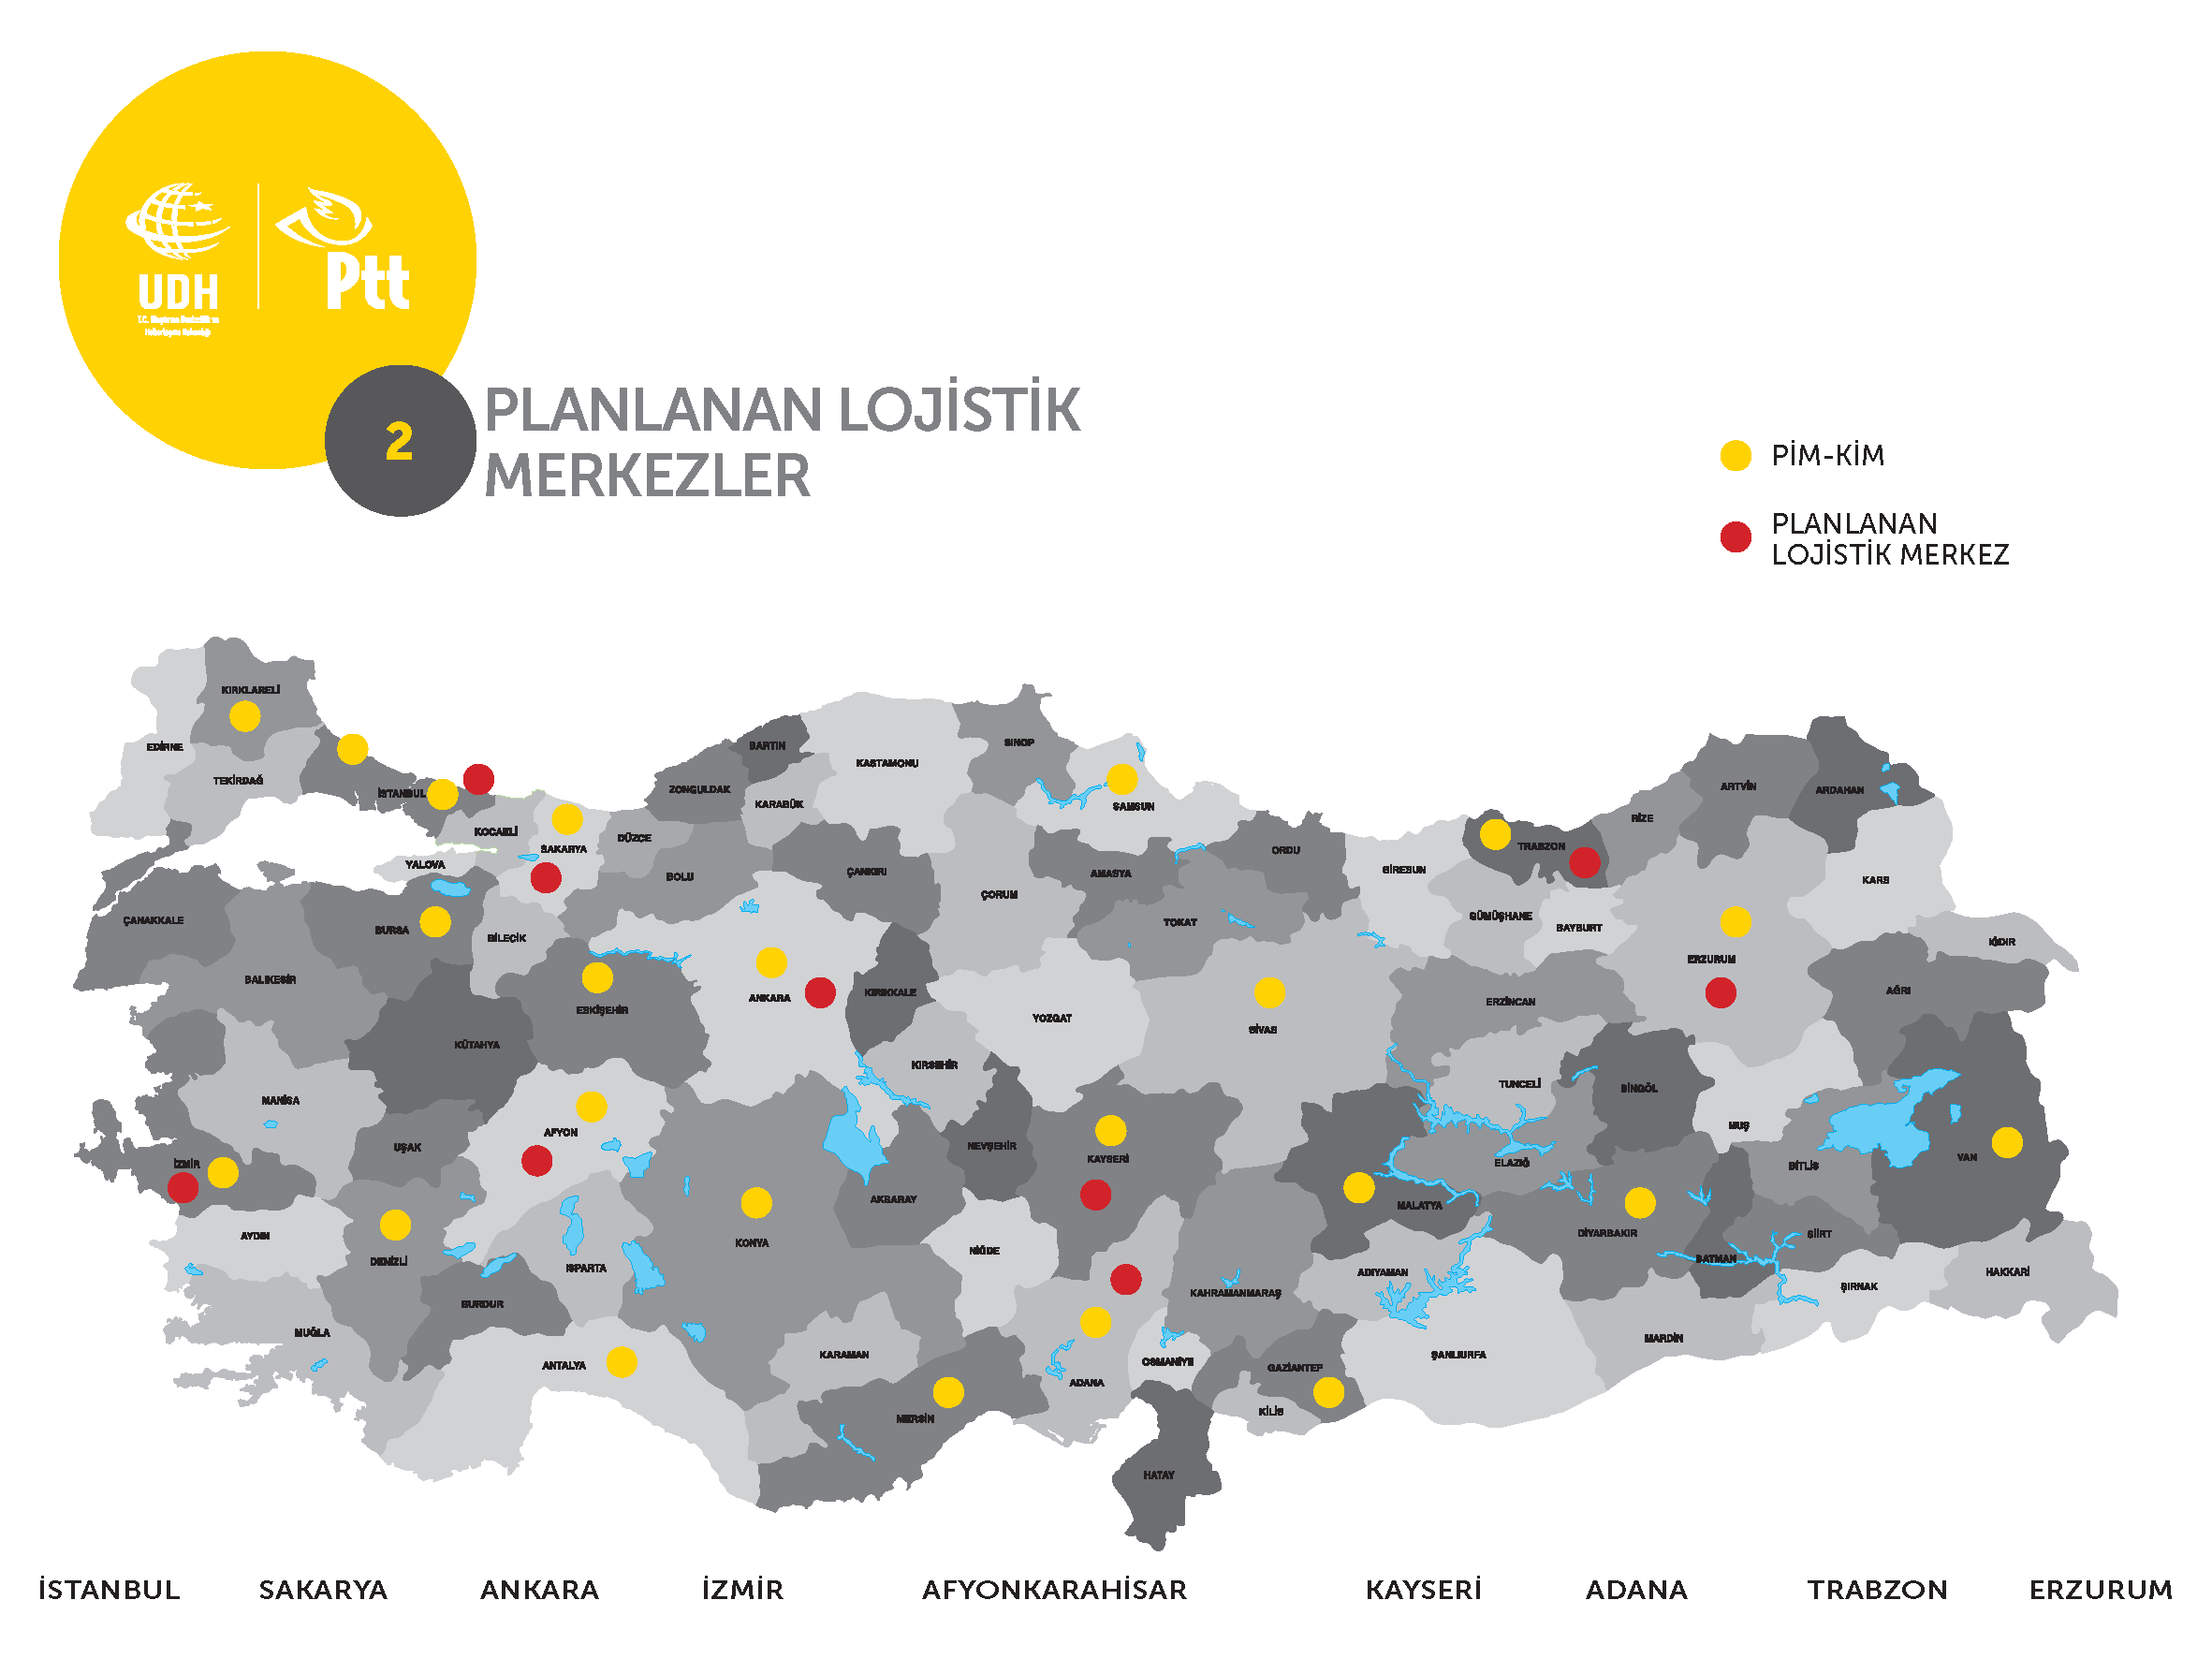 UDH
T.C. Ulaştırma Denizcilik ve
Haberleşme Bakanlığı
Ptt
2
PLANLANAN LOJİSTİK
MERKEZLER
PİM-KİM
PLANLANAN
LOJİSTİK MERKEZ
KIRKLARELİ
EDİRNE
TEKİRDAĞ
İSTANBUL
KOCAELİ
YALOVA
SAKARYA
DÜZCE
BOLU
ZONGULDAK
BARTIN
KARABÜK
KASTAMONU
SINOP
SAMSUN
ÇANKIRI
ÇORUM
AMASYA
TOKAT
ORDU
GİRESUN
TRABZON
RİZE
ARTVİN
ARDAHAN
KARS
GÜMÜŞHANE
BAYBURT
ERZURUM
IĞDIR
AĞRI
ÇANAKKALE
BALIKESİR
BURSA
BİLECİK
ESKİŞEHİR
KÜTAHYA
ANKARA
KIRIKKALE
YOZGAT
SİVAS
ERZİNCAN
KIRŞEHİR
TUNCELİ
BİNGÖL
MUŞ
MANİSA
UŞAK
AFYON
İZMİR
NEVŞEHİR
KAYSERİ
ELAZIĞ
BİTLİS
VAN
AKSARAY
MALATYA
AYDIN
DENİZLİ
ISPARTA
KONYA
NİĞDE
DİYARBAKIR
SİİRT
BATMAN
ŞIRNAK
HAKKARİ
ADIYAMAN
KAHRAMANMARAŞ
BURDUR
MUĞLA
ANTALYA
KARAMAN
MERSİN
ADANA
OSMANİYE
GAZİANTEP
KİLİS
ŞANLIURFA
MARDİN
HATAY
İSTANBUL SAKARYA ANKARA İZMİR AFYONKARAHİSAR KAYSERİ ADANA TRABZON ERZURUM